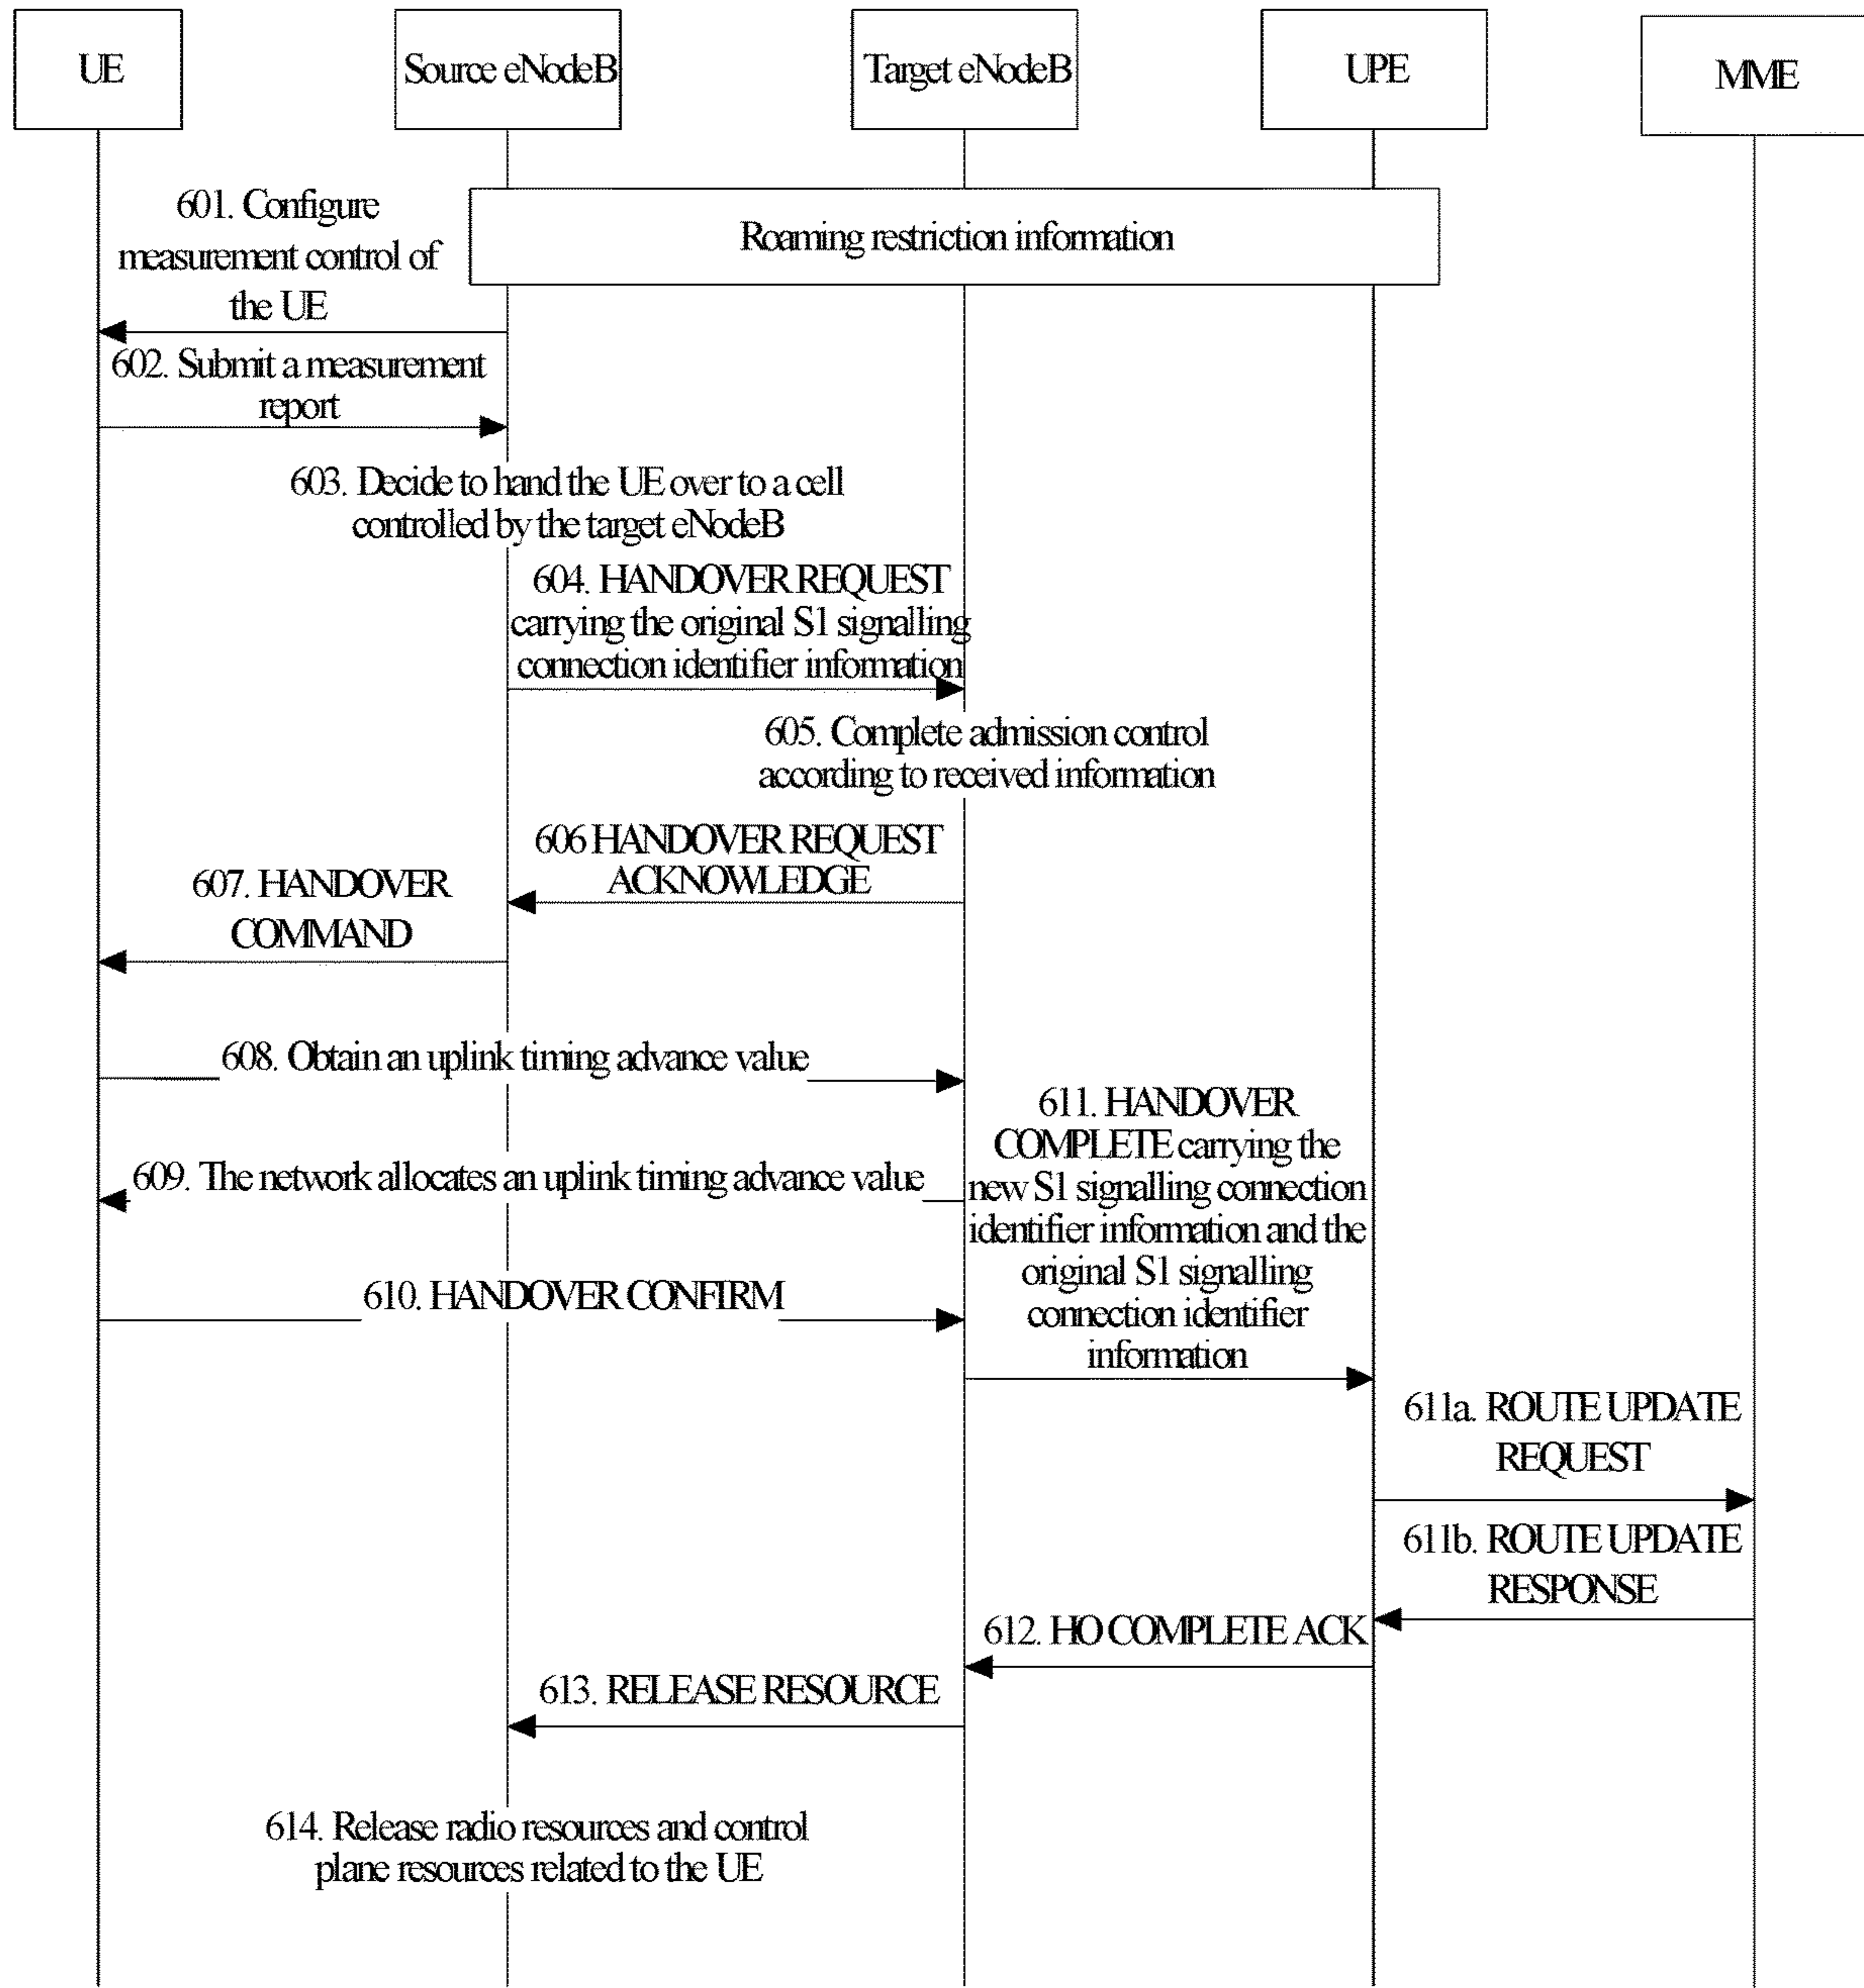 UE
Source eNodeB
Target eNodeB
UPE
MME
Roaming restriction information
601. Configure
measurement control of
the UE
602. Submit a measurement
report
603. Decide to hand the UE over to a cell
controlled by the target eNodeB
604. HANDOVER REQUEST
carrying the original S1 signalling
connection identifier information
605. Complete admission control
according to received information
606 HANDOVER REQUEST
ACKNOWLEDGE
607. HANDOVER
COMMAND
608. Obtain an uplink timing advance value
609. The network allocates an uplink timing advance value
610. HANDOVER CONFIRM
611. HANDOVER
COMPLETE carrying the
new S1 signalling connection
identifier information and the
original S1 signalling
connection identifier
information
611a. ROUTE UPDATE
REQUEST
611b. ROUTE UPDATE
RESPONSE
612. HO COMPLETE ACK
613. RELEASE RESOURCE
614. Release radio resources and control
plane resources related to the UE